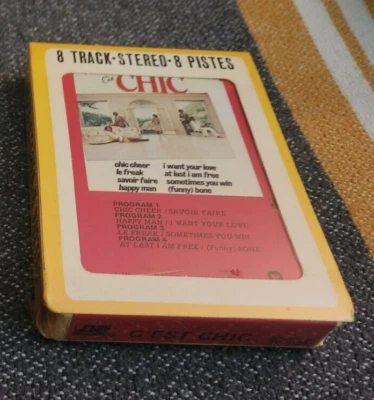 8 TRACK·STEREO·8 PISTES
C'est
CHIC
chic cheer
le freak
savoir faire
happy man
i want your love
at last i am free
sometimes you win
(funny) bone
PROGRAM 1
CHIC CHEER / SAVOIR FAIRE
PROGRAM 2
HAPPY MAN / I WANT YOUR LOVE
PROGRAM 3
LE FREAK / SOMETIMES YOU WIN
PROGRAM 4
AT LAST I AM FREE / (Funny) BONE
C'EST CHIC